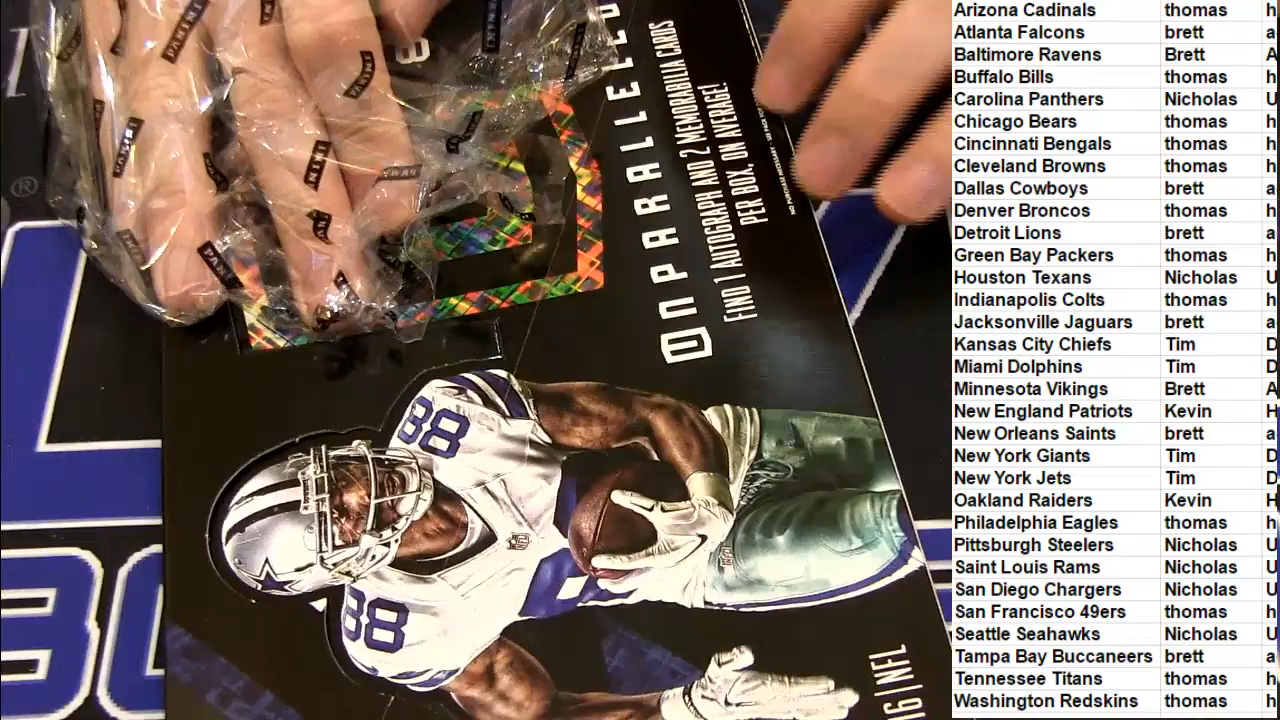 UNPARALLELED
FIND 1 AUTOGRAPH AND 2 MEMORABILIA CARDS
PER BOX, ON AVERAGE!
88
88
16 | NFL
PANINI
PANINI
PANINI
PANINI
Arizona Cadinals thomas h
Atlanta Falcons brett a
Baltimore Ravens Brett A
Buffalo Bills thomas h
Carolina Panthers Nicholas U
Chicago Bears thomas h
Cincinnati Bengals thomas h
Cleveland Browns thomas h
Dallas Cowboys brett a
Denver Broncos thomas h
Detroit Lions brett a
Green Bay Packers thomas h
Houston Texans Nicholas U
Indianapolis Colts thomas h
Jacksonville Jaguars brett a
Kansas City Chiefs Tim D
Miami Dolphins Tim D
Minnesota Vikings Brett A
New England Patriots Kevin H
New Orleans Saints brett a
New York Giants Tim D
New York Jets Tim D
Oakland Raiders Kevin H
Philadelphia Eagles thomas h
Pittsburgh Steelers Nicholas U
Saint Louis Rams Nicholas U
San Diego Chargers Nicholas U
San Francisco 49ers thomas h
Seattle Seahawks Nicholas U
Tampa Bay Buccaneers brett a
Tennessee Titans thomas h
Washington Redskins thomas h